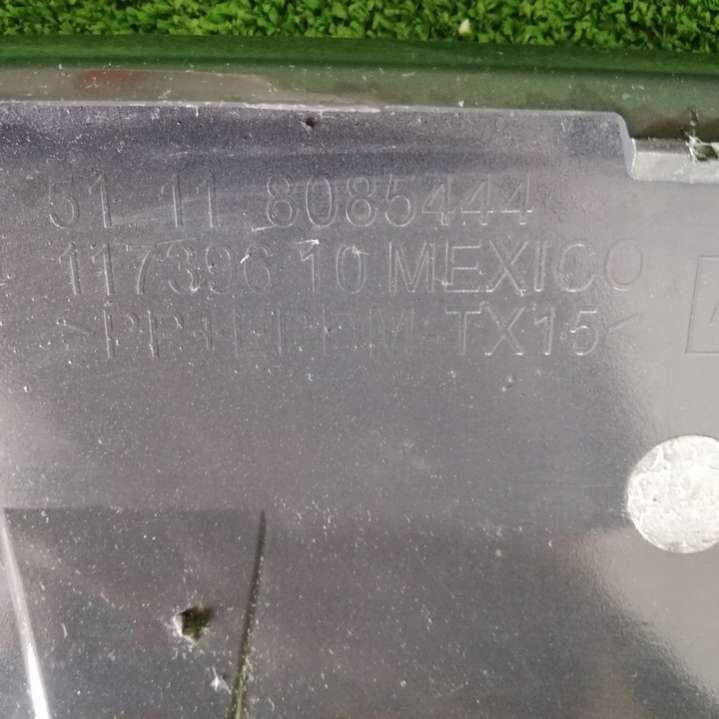 51 11 8085444
117396 10 MEXICO
>PP+EPDM-TX15<